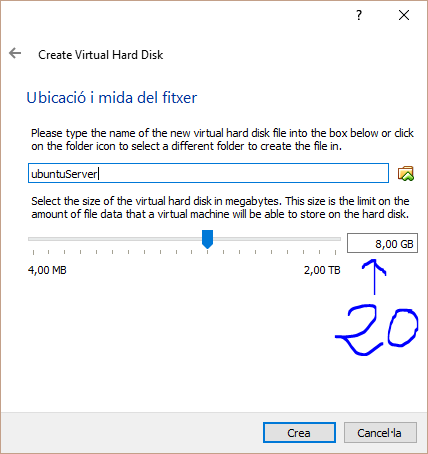 ?
Create Virtual Hard Disk
Ubicació i mida del fitxer
Please type the name of the new virtual hard disk file into the box below or click
on the folder icon to select a different folder to create the file in.
ubuntuServer
Select the size of the virtual hard disk in megabytes. This size is the limit on the
amount of file data that a virtual machine will be able to store on the hard disk.
8,00 GB
4,00 MB 2,00 TB
20
Crea Cancel·la